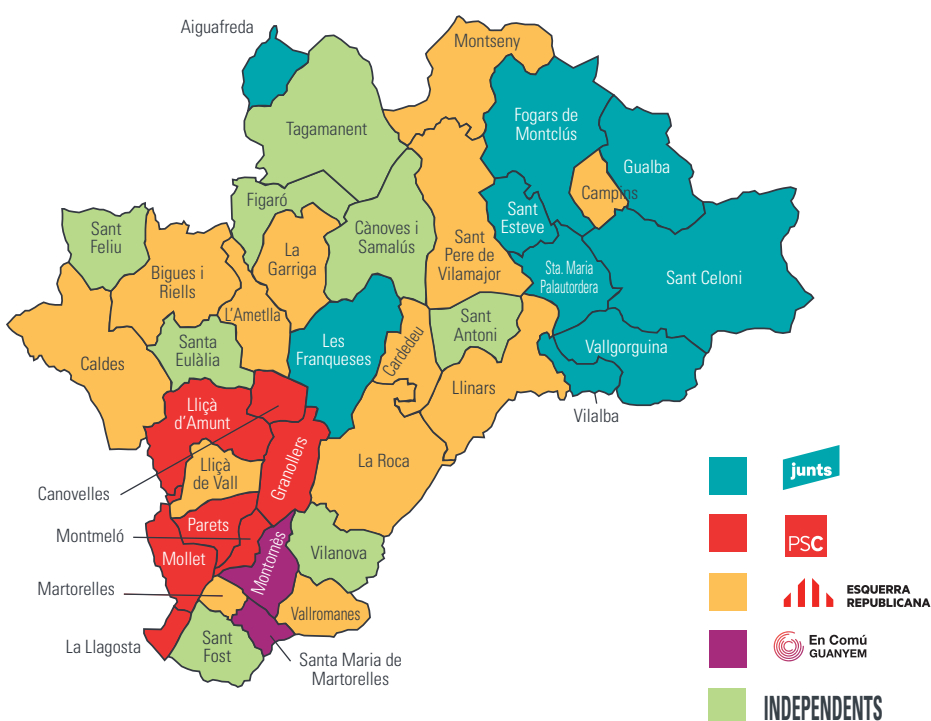 Aiguafreda
Montseny
Tagamanent
Fogars de
Montclús
Gualba
Campins
Figaró
Sant
Feliu
La
Garriga
Cànoves i
Samalús
Sant
Esteve
Bigues i
Riells
Sant
Pere de
Vilamajor
Sta. Maria
Palautordera
Sant Celoni
L'Ametlla
Santa
Eulàlia
Les
Franqueses
Cardedeu
Sant
Antoni
Vallgorguina
Caldes
Llinars
Vilalba
Lliçà
d'Amunt
Lliçà
de Vall
Granollers
La Roca
Canovelles
Montmeló
Parets
Mollet
Montornès
Vilanova
Martorelles
Vallromanes
La Llagosta
Sant
Fost
Santa Maria de
Martorelles
junts
PSC
ESQUERRA
REPUBLICANA
En Comú
GUANYEM
INDEPENDENTS